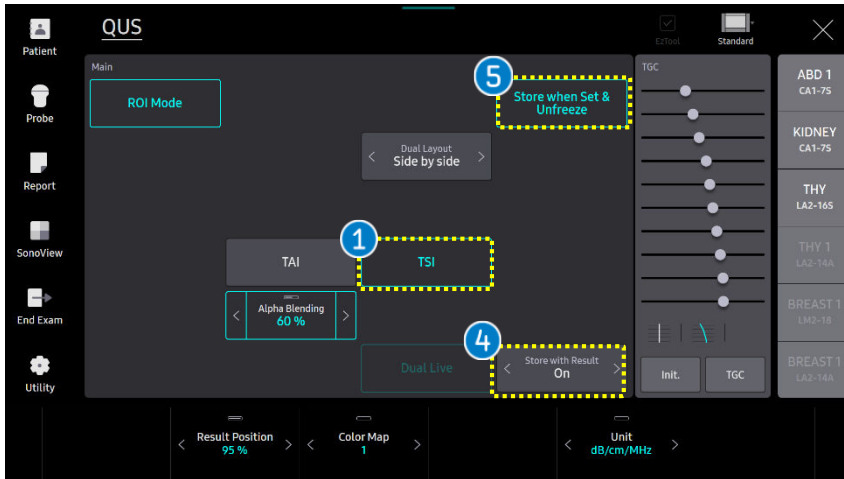 QUS
EzTool
Standard
Patient
Probe
Report
SonoView
End Exam
Utility
Main
ROI Mode
5
Store when Set &
Unfreeze
Dual Layout
< Side by side >
1
TAI
TSI
Alpha Blending
< 60 % >
4
Dual Live
Store with Result
< On >
TGC
Init.
TGC
ABD 1
CA1-7S
KIDNEY
CA1-7S
THY
LA2-16S
THY 1
LA2-14A
BREAST 1
LM2-18
BREAST 1
LA2-14A
< Result Position >
95 %
< Color Map >
1
< Unit >
dB/cm/MHz